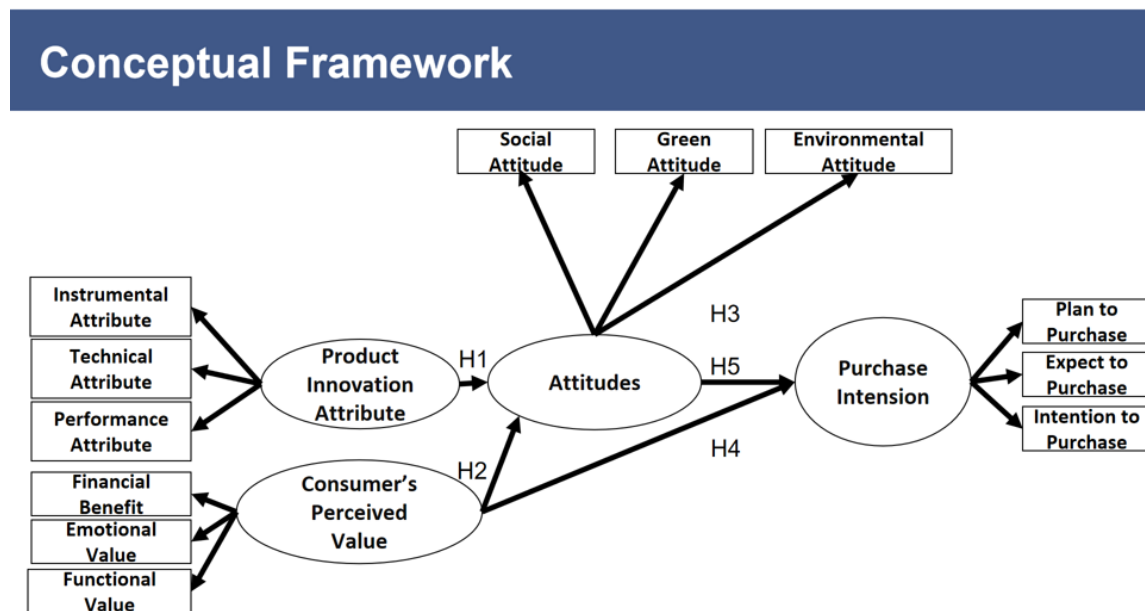 Conceptual Framework
Social
Attitude
Green
Attitude
Environmental
Attitude
Instrumental
Attribute
Technical
Attribute
Performance
Attribute
Financial
Benefit
Emotional
Value
Functional
Value
Product
Innovation
Attribute
Consumer's
Perceived
Value
H1
H2
Attitudes
H3
H5
H4
Purchase
Intension
Plan to
Purchase
Expect to
Purchase
Intention to
Purchase